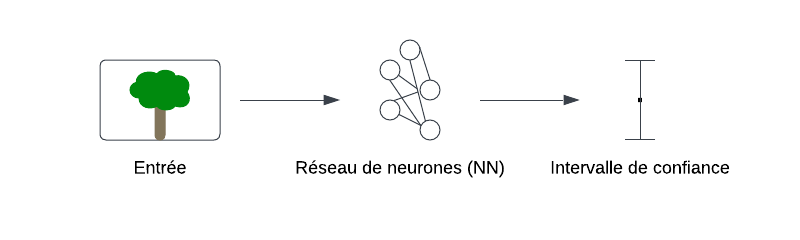 Entrée
Réseau de neurones (NN)
Intervalle de confiance